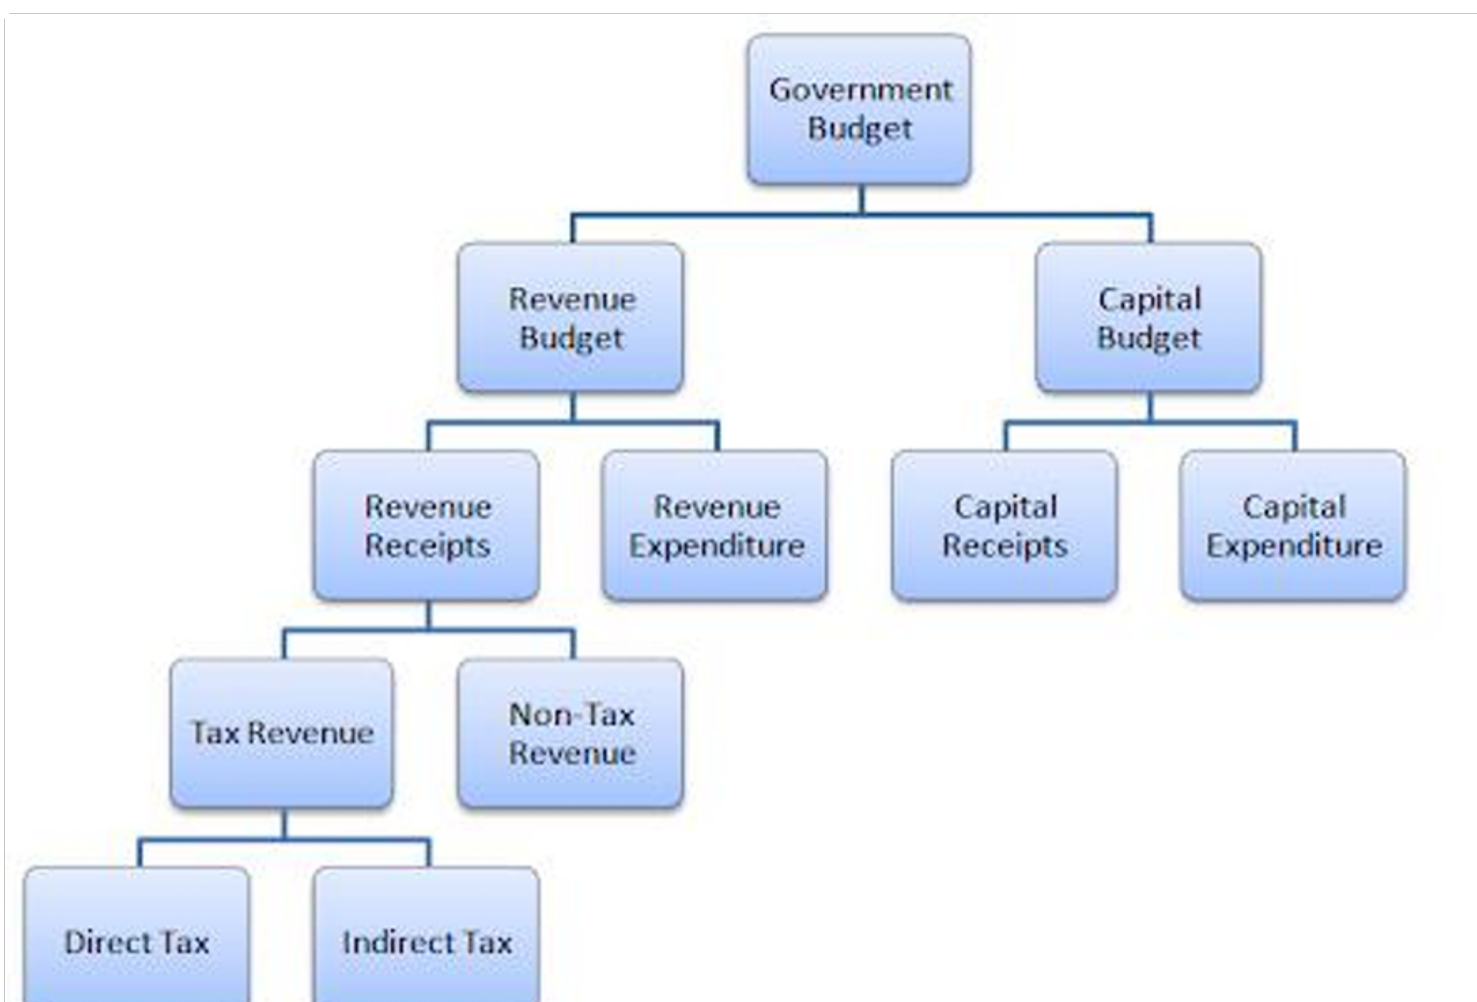 Government
Budget
Revenue
Budget
Capital
Budget
Revenue
Receipts
Revenue
Expenditure
Capital
Receipts
Capital
Expenditure
Tax Revenue
Non-Tax
Revenue
Direct Tax
Indirect Tax